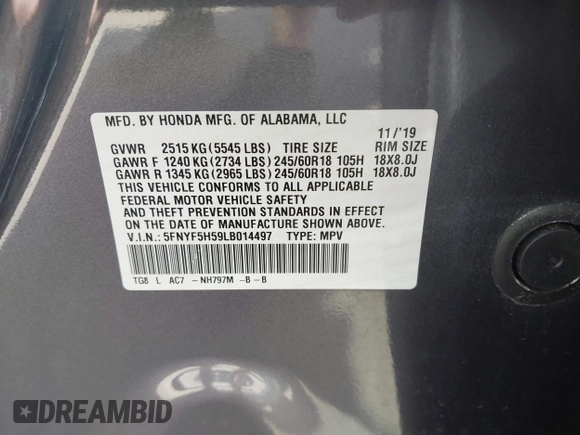 MFD. BY HONDA MFG. OF ALABAMA, LLC
11/'19
GVWR 2515 KG (5545 LBS) TIRE SIZE RIM SIZE
GAWR F 1240 KG (2734 LBS) 245/60R18 105H 18X8.0J
GAWR R 1345 KG (2965 LBS) 245/60R18 105H 18X8.0J
THIS VEHICLE CONFORMS TO ALL APPLICABLE
FEDERAL MOTOR VEHICLE SAFETY
AND THEFT PREVENTION STANDARDS IN EFFECT
ON THE DATE OF MANUFACTURE SHOWN ABOVE.
V.I.N.: 5FNYF5H59LB014497 TYPE: MPV
TG8 L AC7 - NH797M - B - B
DREAMBID